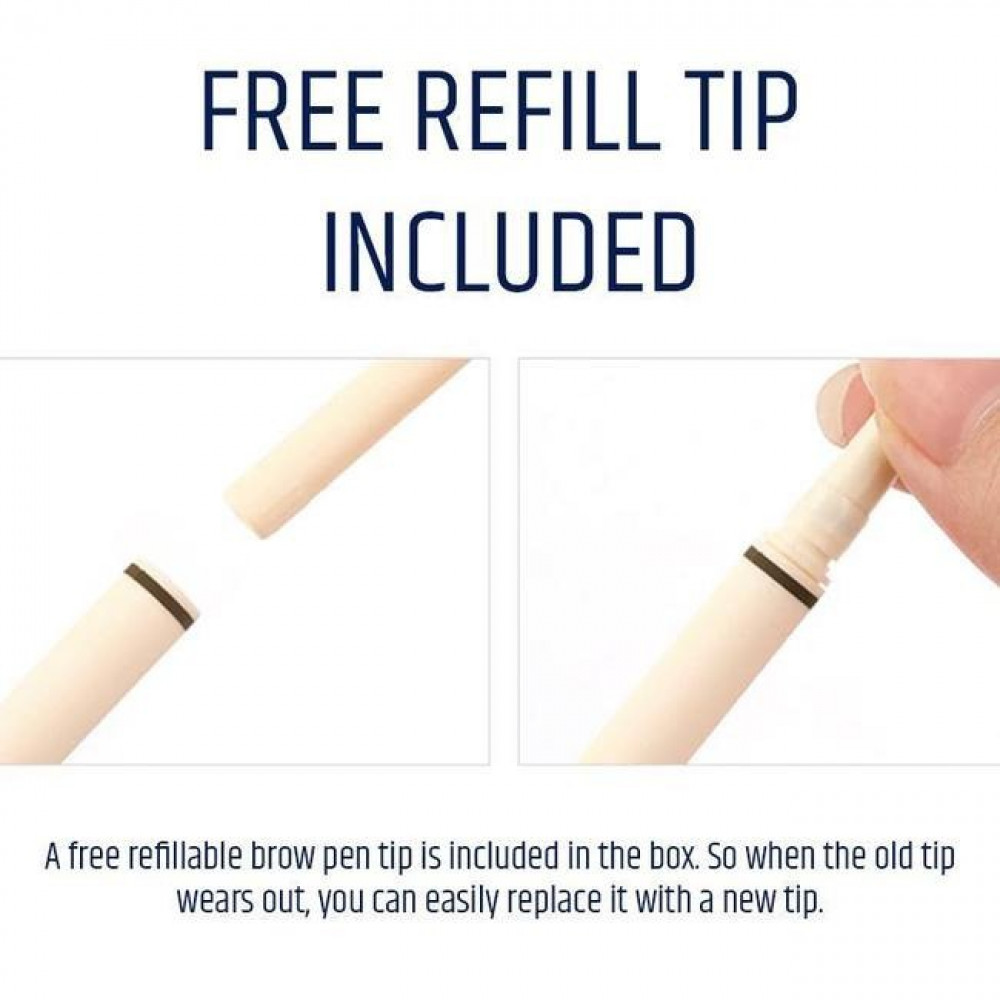 FREE REFILL TIP
INCLUDED
A free refillable brow pen tip is included in the box. So when the old tip
wears out, you can easily replace it with a new tip.